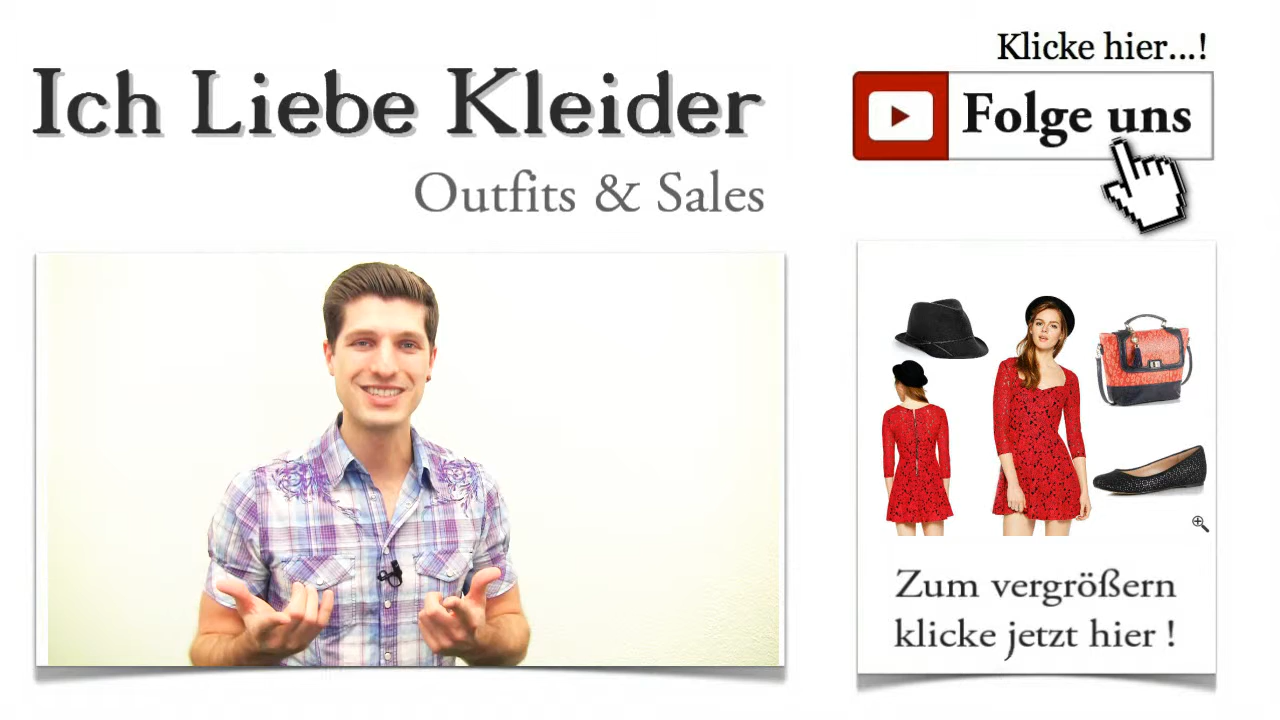 Ich Liebe Kleider
Outfits & Sales
Klicke hier...!
Folge uns
Zum vergrößern
klicke jetzt hier !